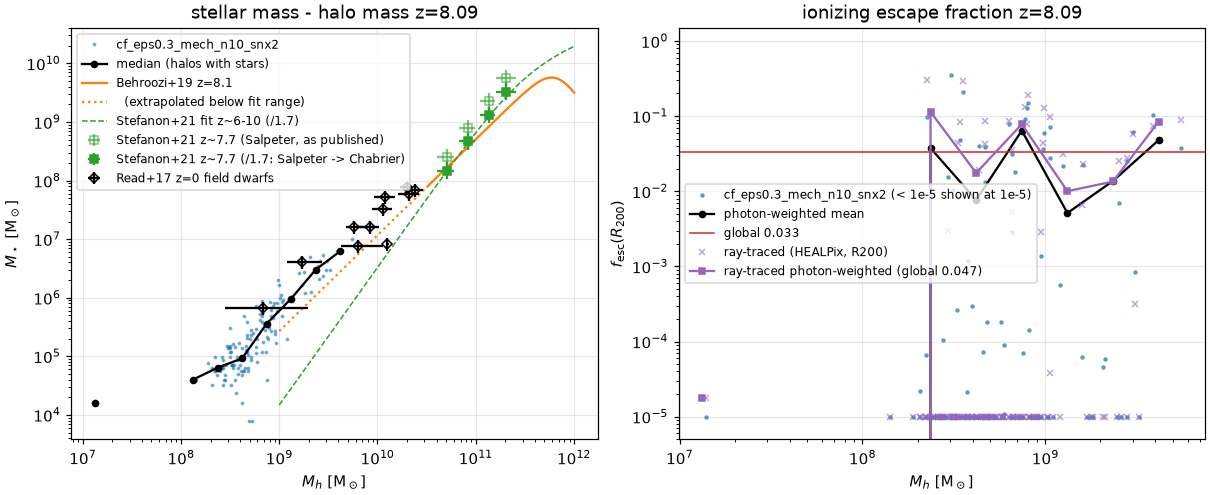 stellar mass - halo mass z=8.09
10^10
10^9
10^8
10^7
10^6
10^5
10^4
M⋆ [M⊙]
cf_eps0.3_mech_n10_snx2
median (halos with stars)
Behroozi+19 z=8.1
(extrapolated below fit range)
Stefanon+21 fit z~6-10 (/1.7)
Stefanon+21 z~7.7 (Salpeter, as published)
Stefanon+21 z~7.7 (/1.7: Salpeter -> Chabrier)
Read+17 z=0 field dwarfs
10^7 10^8 10^9 10^10 10^11 10^12
M_h [M⊙]
ionizing escape fraction z=8.09
10^0
10^-1
10^-2
10^-3
10^-4
10^-5
f_esc(R_200)
cf_eps0.3_mech_n10_snx2 (< 1e-5 shown at 1e-5)
photon-weighted mean
global 0.033
ray-traced (HEALPix, R200)
ray-traced photon-weighted (global 0.047)
10^7 10^8 10^9
M_h [M⊙]